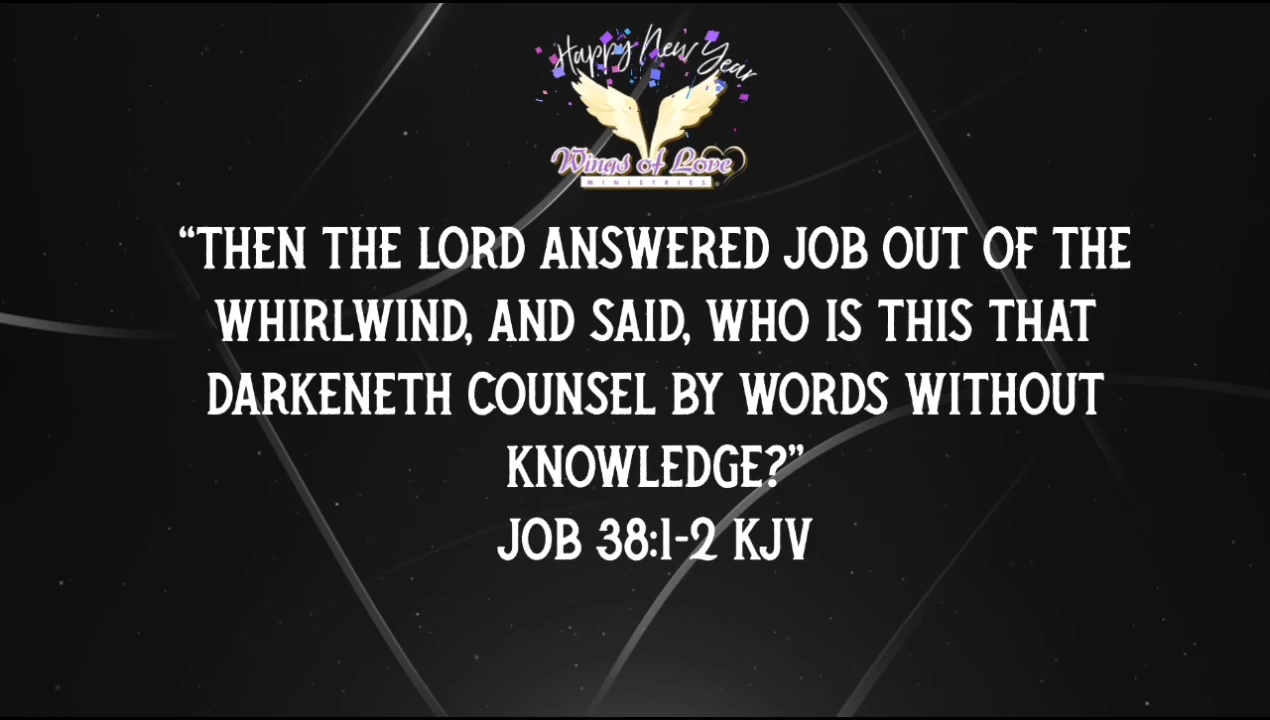 Happy New Year
Wings of Love
MINISTRIES
“THEN THE LORD ANSWERED JOB OUT OF THE
WHIRLWIND, AND SAID, WHO IS THIS THAT
DARKENETH COUNSEL BY WORDS WITHOUT
KNOWLEDGE?”
JOB 38:1-2 KJV